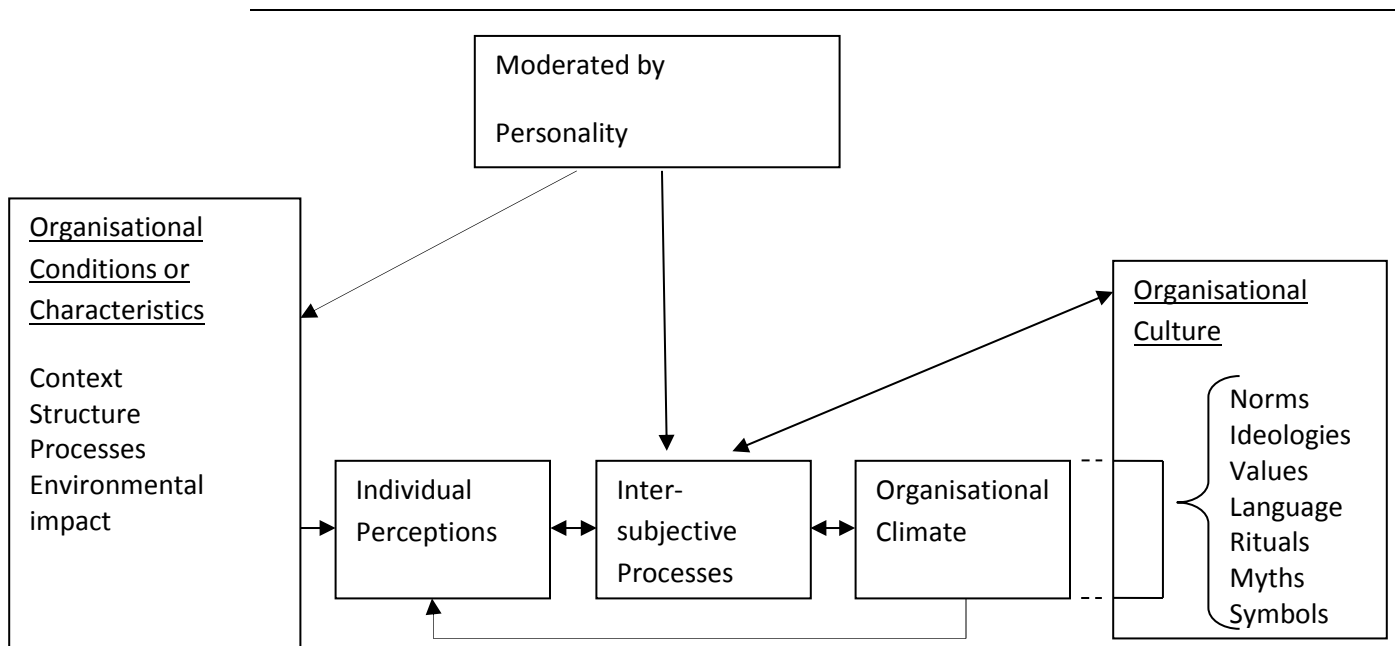 Moderated by
Personality
Organisational
Conditions or
Characteristics
Context
Structure
Processes
Environmental
impact
Individual
Perceptions
Inter-
subjective
Processes
Organisational
Climate
Organisational
Culture
Norms
Ideologies
Values
Language
Rituals
Myths
Symbols